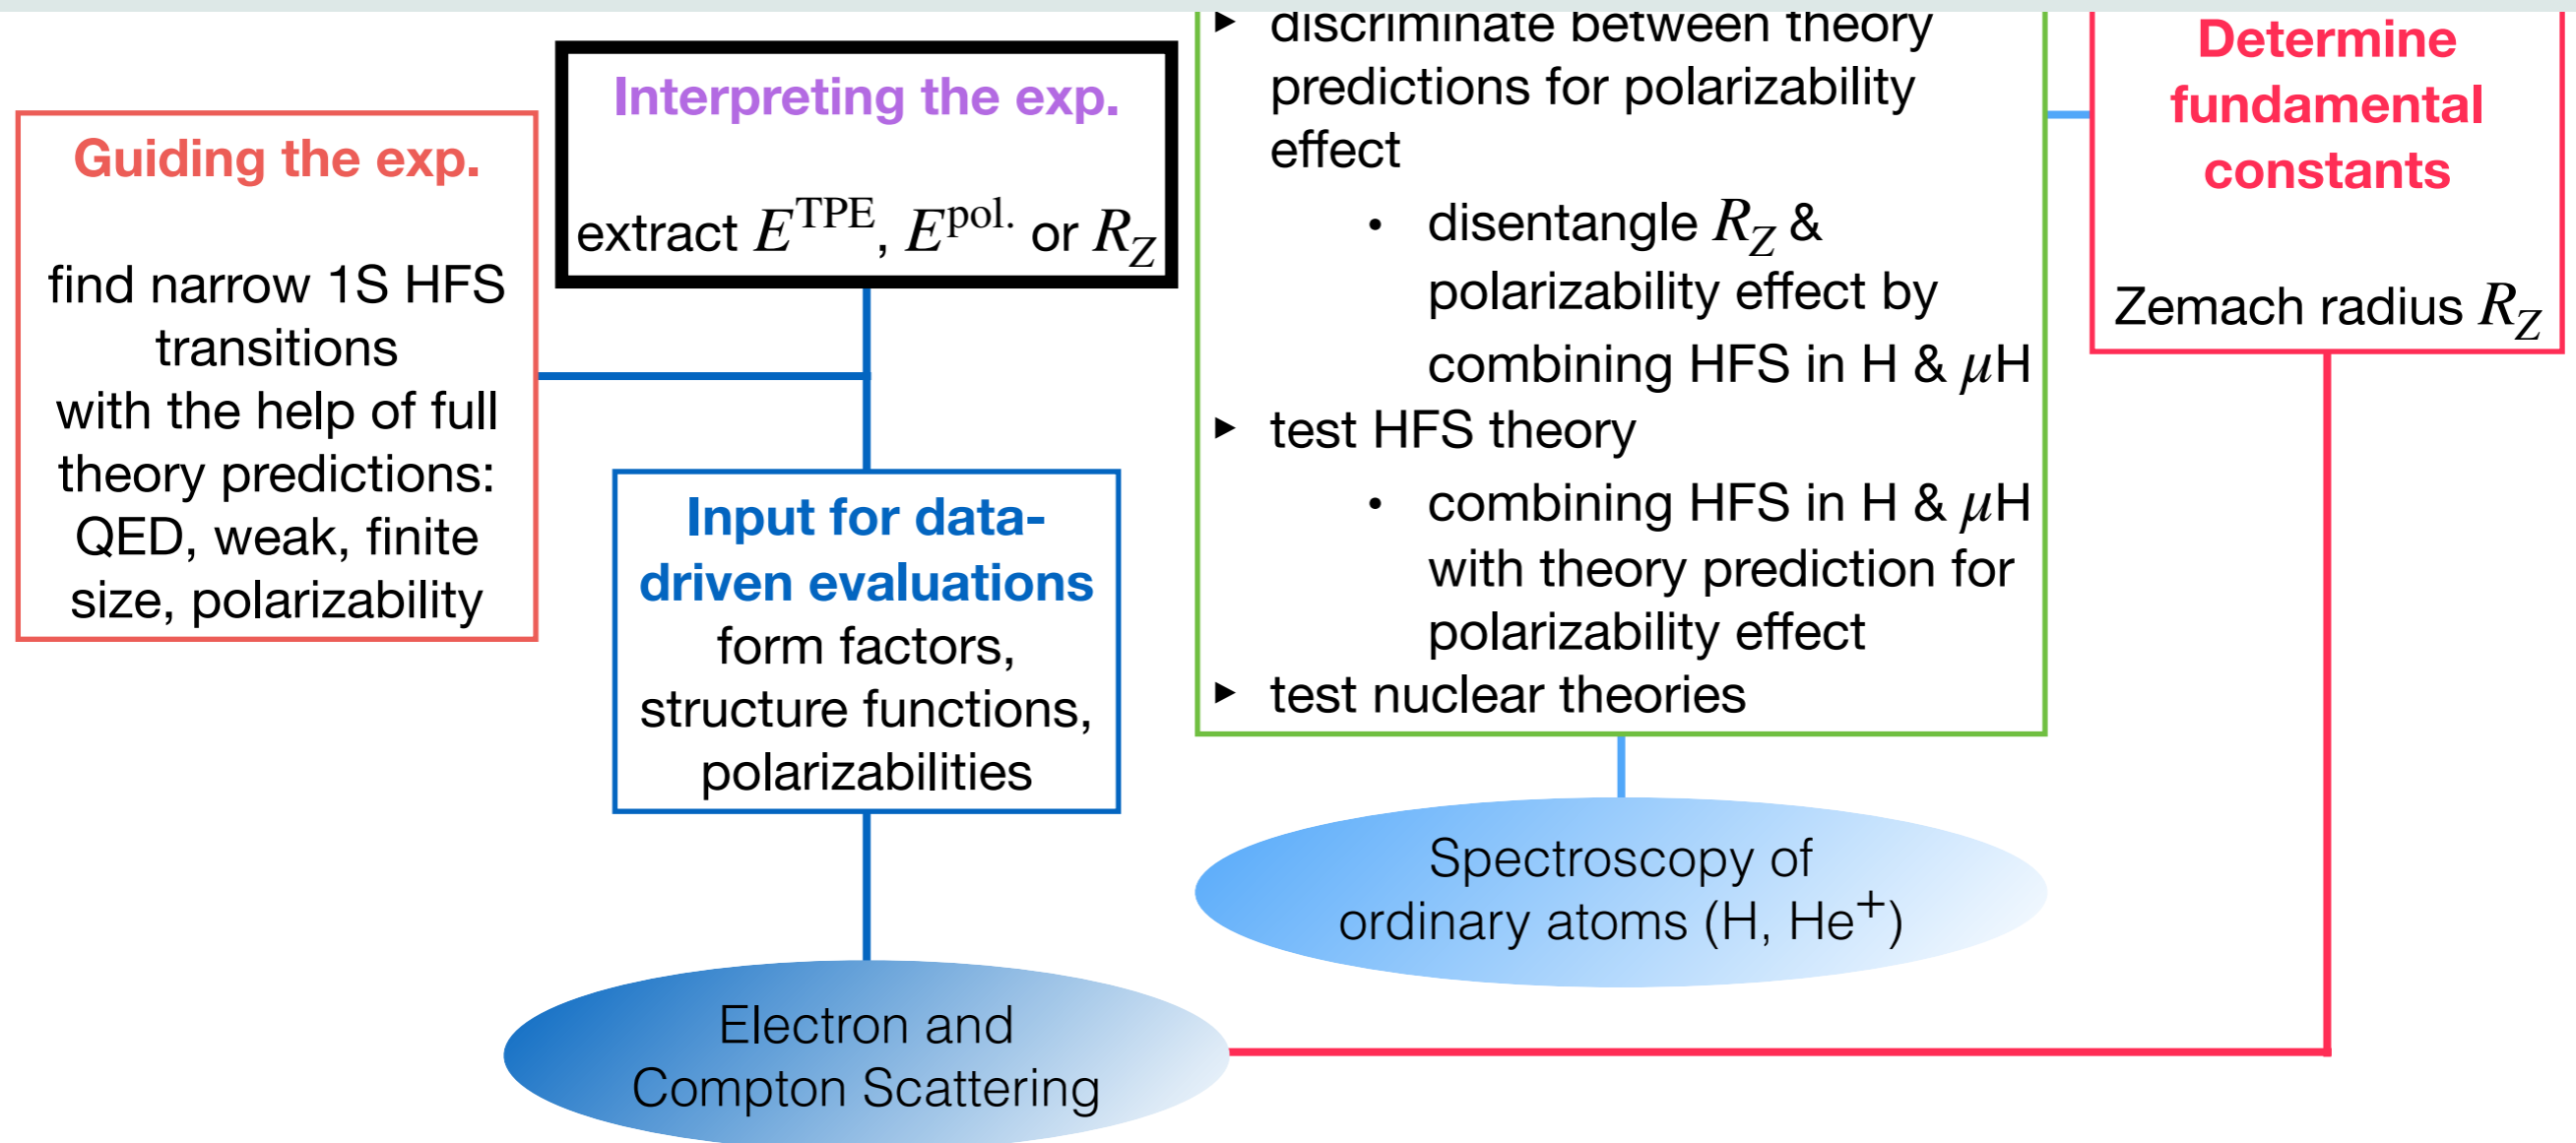 Guiding the exp.
find narrow 1S HFS
transitions
with the help of full
theory predictions:
QED, weak, finite
size, polarizability
Interpreting the exp.
extract E^TPE, E^pol. or R_Z
Input for data-
driven evaluations
form factors,
structure functions,
polarizabilities
▸ discriminate between theory
predictions for polarizability
effect
• disentangle R_Z &
polarizability effect by
combining HFS in H & μH
▸ test HFS theory
• combining HFS in H & μH
with theory prediction for
polarizability effect
▸ test nuclear theories
Determine
fundamental
constants
Zemach radius R_Z
Spectroscopy of
ordinary atoms (H, He⁺)
Electron and
Compton Scattering